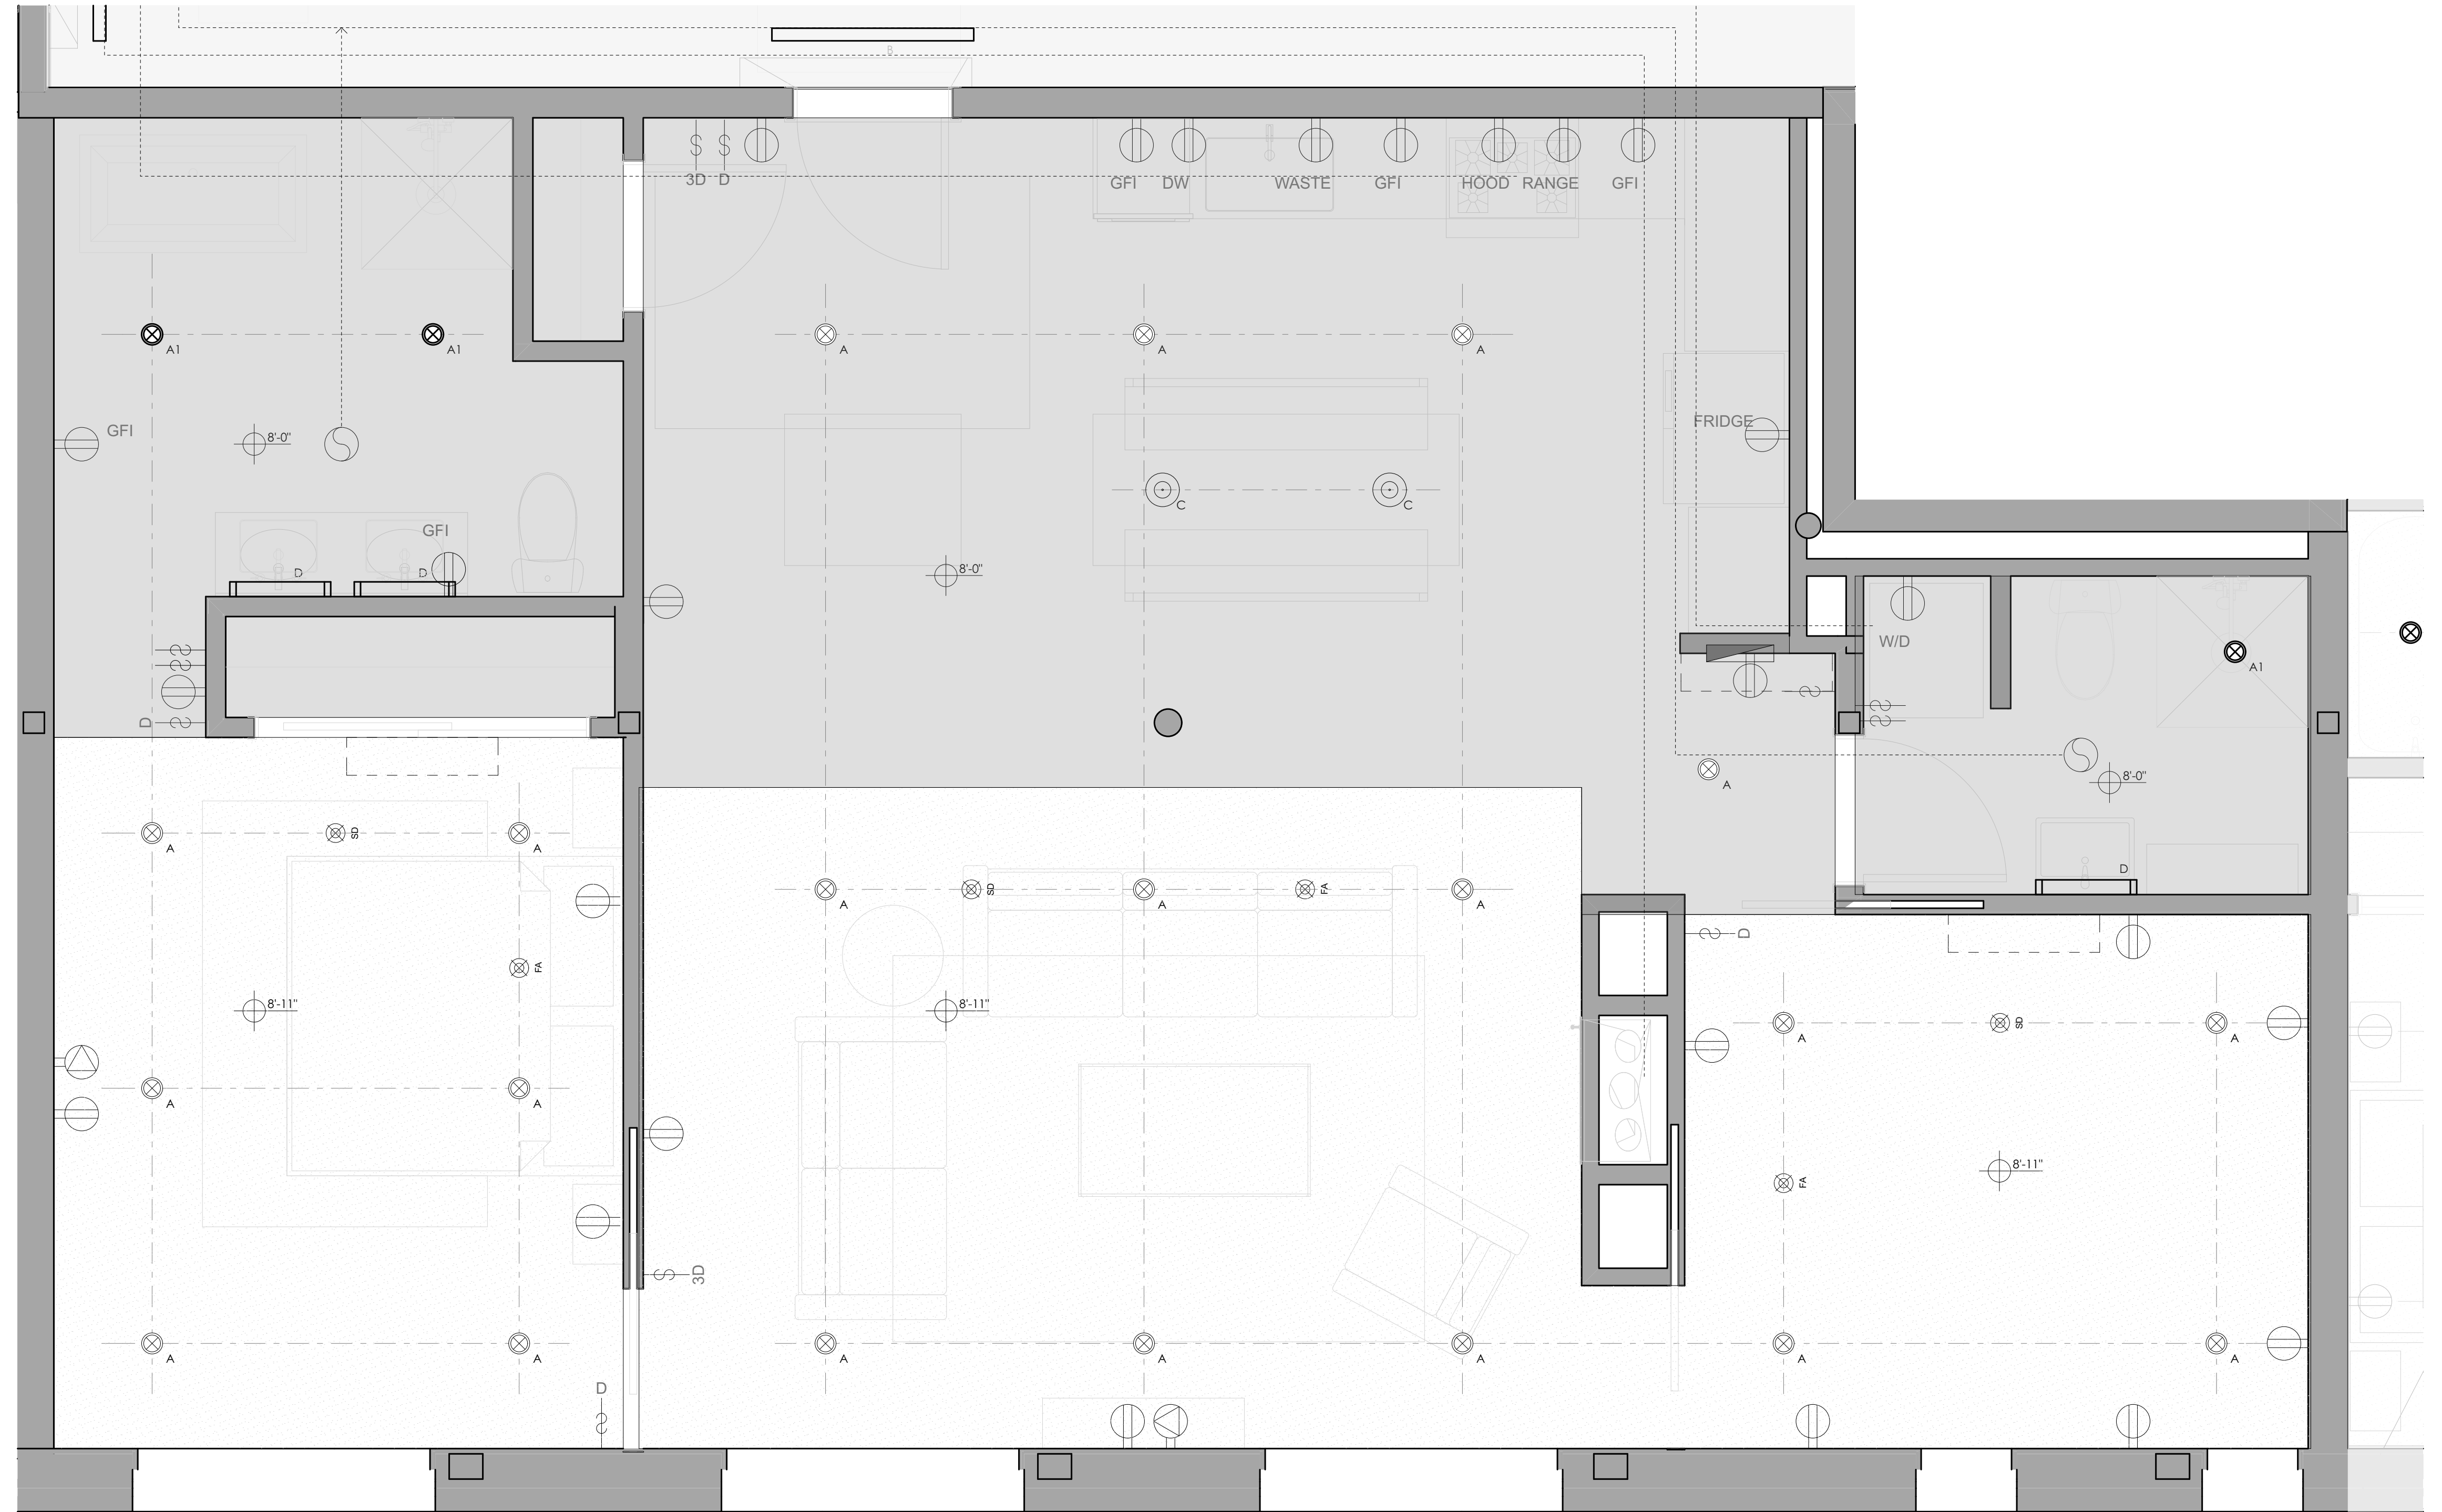 B
3D D
GFI DW WASTE GFI HOOD RANGE GFI
A1 A1 A A A
GFI 8'-0" FRIDGE
C C
GFI
D D 8'-0"
W/D
A1
D
A 8'-0"
A SD A
D
A SD A FA A
D
FA
8'-11" 8'-11"
A SD A
A A
8'-11"
FA
3D
A A A A A A A
D